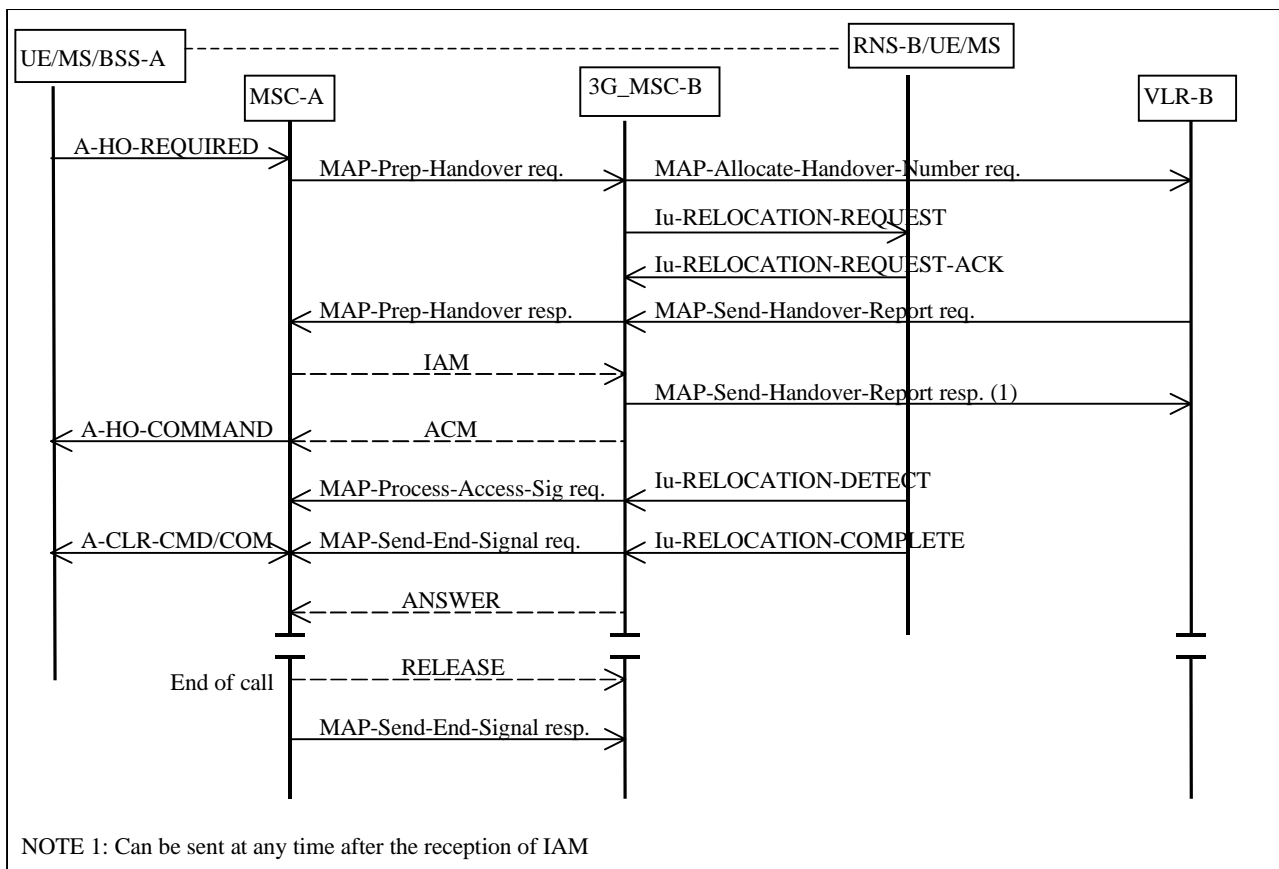 UE/MS/BSS-A
RNS-B/UE/MS
MSC-A
3G_MSC-B
VLR-B
A-HO-REQUIRED
MAP-Prep-Handover req.
MAP-Allocate-Handover-Number req.
Iu-RELOCATION-REQUEST
Iu-RELOCATION-REQUEST-ACK
MAP-Prep-Handover resp.
MAP-Send-Handover-Report req.
IAM
MAP-Send-Handover-Report resp. (1)
A-HO-COMMAND
ACM
MAP-Process-Access-Sig req.
Iu-RELOCATION-DETECT
A-CLR-CMD/COM
MAP-Send-End-Signal req.
Iu-RELOCATION-COMPLETE
ANSWER
RELEASE
End of call
MAP-Send-End-Signal resp.
NOTE 1: Can be sent at any time after the reception of IAM